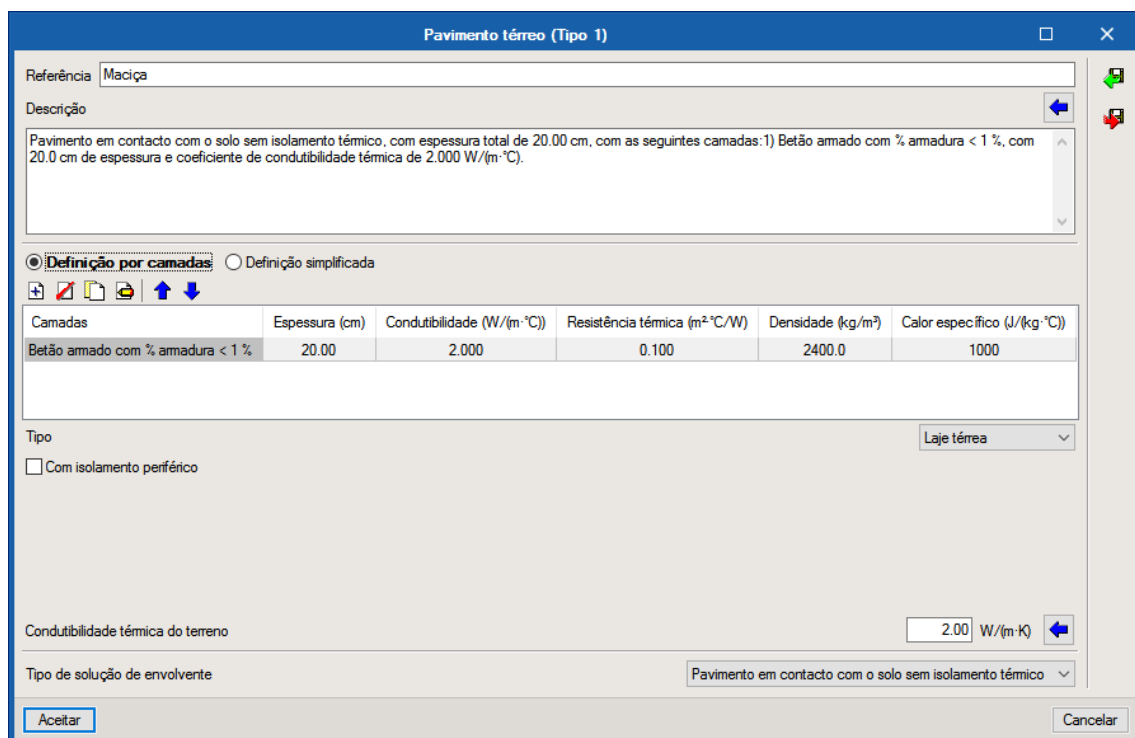 Pavimento térreo (Tipo 1)
Referência Maciça
Descrição
Pavimento em contacto com o solo sem isolamento térmico, com espessura total de 20.00 cm, com as seguintes camadas:1) Betão armado com % armadura < 1 %, com
20.0 cm de espessura e coeficiente de condutibilidade térmica de 2.000 W/(m·°C).
Definição por camadas Definição simplificada
Camadas Espessura (cm) Condutibilidade (W/(m·°C)) Resistência térmica (m²·°C/W) Densidade (kg/m³) Calor específico (J/(kg·°C))
Betão armado com % armadura < 1 % 20.00 2.000 0.100 2400.0 1000
Tipo Laje térrea
Com isolamento periférico
Condutibilidade térmica do terreno 2.00 W/(m·K)
Tipo de solução de envolvente Pavimento em contacto com o solo sem isolamento térmico
Aceitar Cancelar